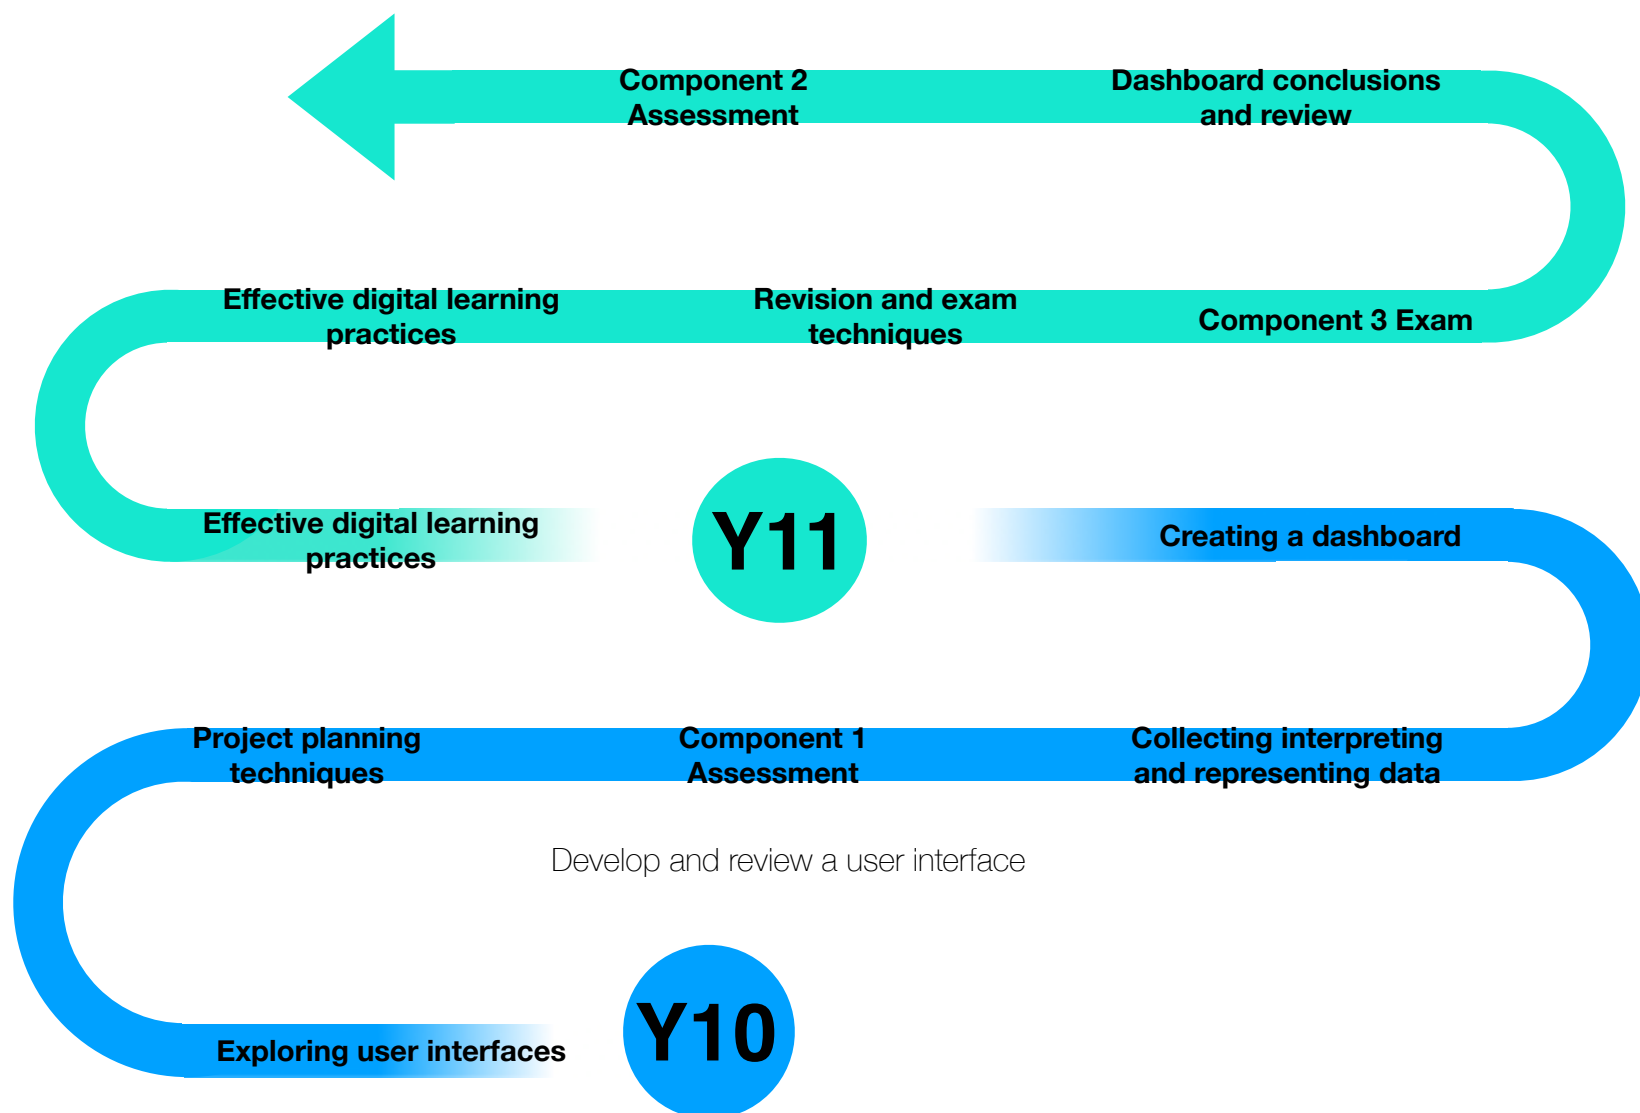 Component 2
Assessment
Dashboard conclusions
and review
Effective digital learning
practices
Revision and exam
techniques
Component 3 Exam
Effective digital learning
practices
Y11
Creating a dashboard
Project planning
techniques
Component 1
Assessment
Collecting interpreting
and representing data
Develop and review a user interface
Exploring user interfaces
Y10